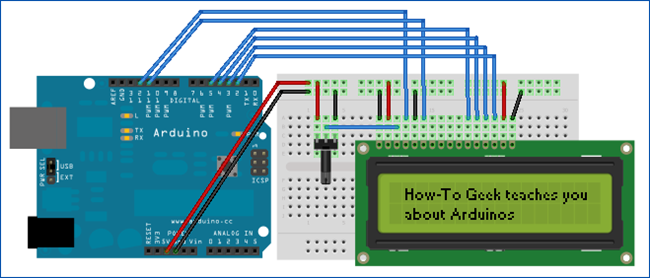 AREF
GND
13
12
11
10
9
8
7
6
5
4
3
2
1
0
PWM
PWM
PWM
PWM
PWM
PWM
TX
RX
DIGITAL
L
TX
RX
Arduino
PWR SEL
USB
EXT
1
ICSP
www.arduino.cc
POWER
RESET
3V3
5V
Gnd
Vin
ANALOG IN
0 1 2 3 4 5
How-To Geek teaches you
about Arduinos